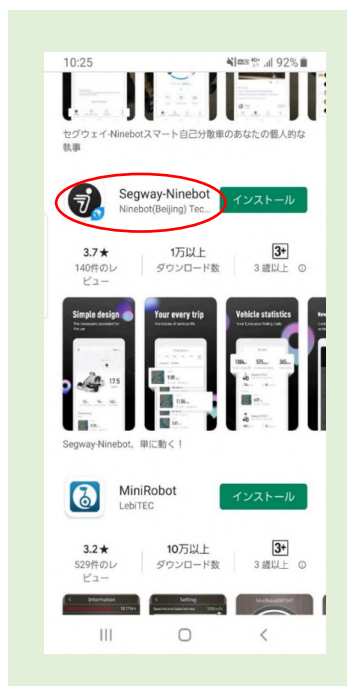 10:25
92%
セグウェイ-Ninebotスマート自己分散車のあなたの個人的な
執事
Segway-Ninebot
Ninebot(Beijing) Tec...
インストール
3.7★
140件のレ
ビュー
1万以上
ダウンロード数
3+
3 歳以上
Simple design
Your every trip
Vehicle statistics
17.5
Segway-Ninebot、単に動く！
MiniRobot
LebiTEC
インストール
3.2★
529件のレ
ビュー
10万以上
ダウンロード数
3+
3 歳以上
Information
Setting